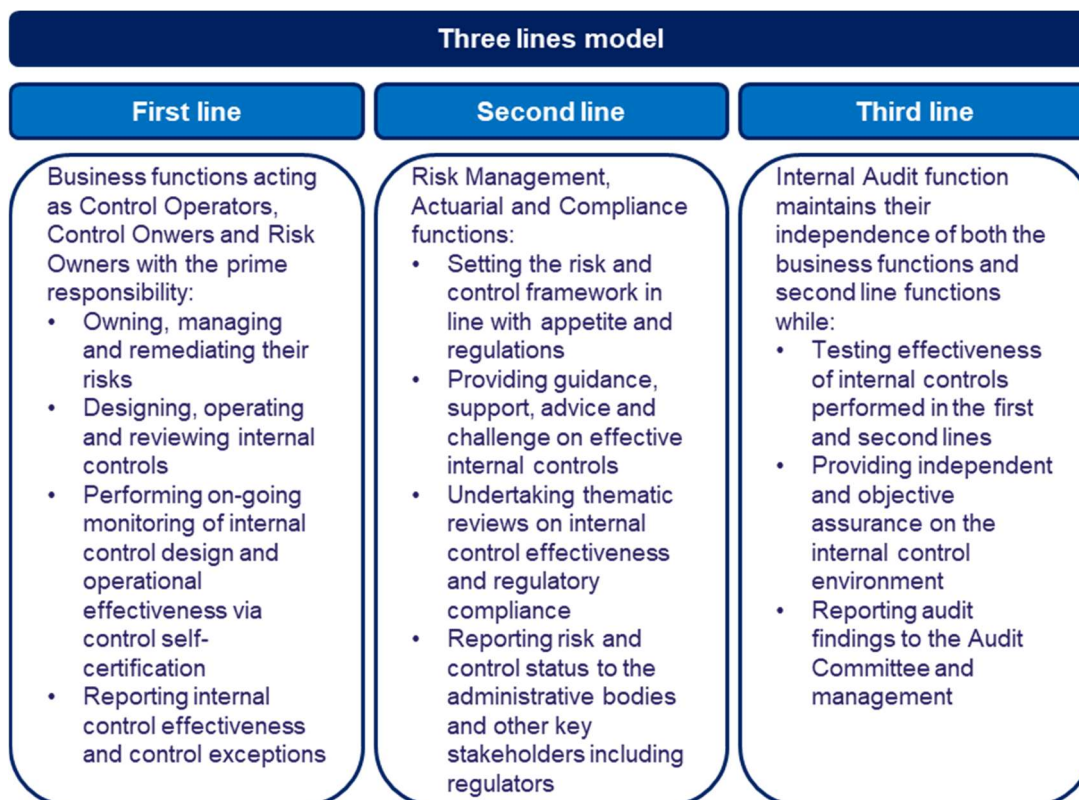 Three lines model
First line
Second line
Third line
Business functions acting
as Control Operators,
Control Onwers and Risk
Owners with the prime
responsibility:
• Owning, managing
and remediating their
risks
• Designing, operating
and reviewing internal
controls
• Performing on-going
monitoring of internal
control design and
operational
effectiveness via
control self-
certification
• Reporting internal
control effectiveness
and control exceptions
Risk Management,
Actuarial and Compliance
functions:
• Setting the risk and
control framework in
line with appetite and
regulations
• Providing guidance,
support, advice and
challenge on effective
internal controls
• Undertaking thematic
reviews on internal
control effectiveness
and regulatory
compliance
• Reporting risk and
control status to the
administrative bodies
and other key
stakeholders including
regulators
Internal Audit function
maintains their
independence of both the
business functions and
second line functions
while:
• Testing effectiveness
of internal controls
performed in the first
and second lines
• Providing independent
and objective
assurance on the
internal control
environment
• Reporting audit
findings to the Audit
Committee and
management